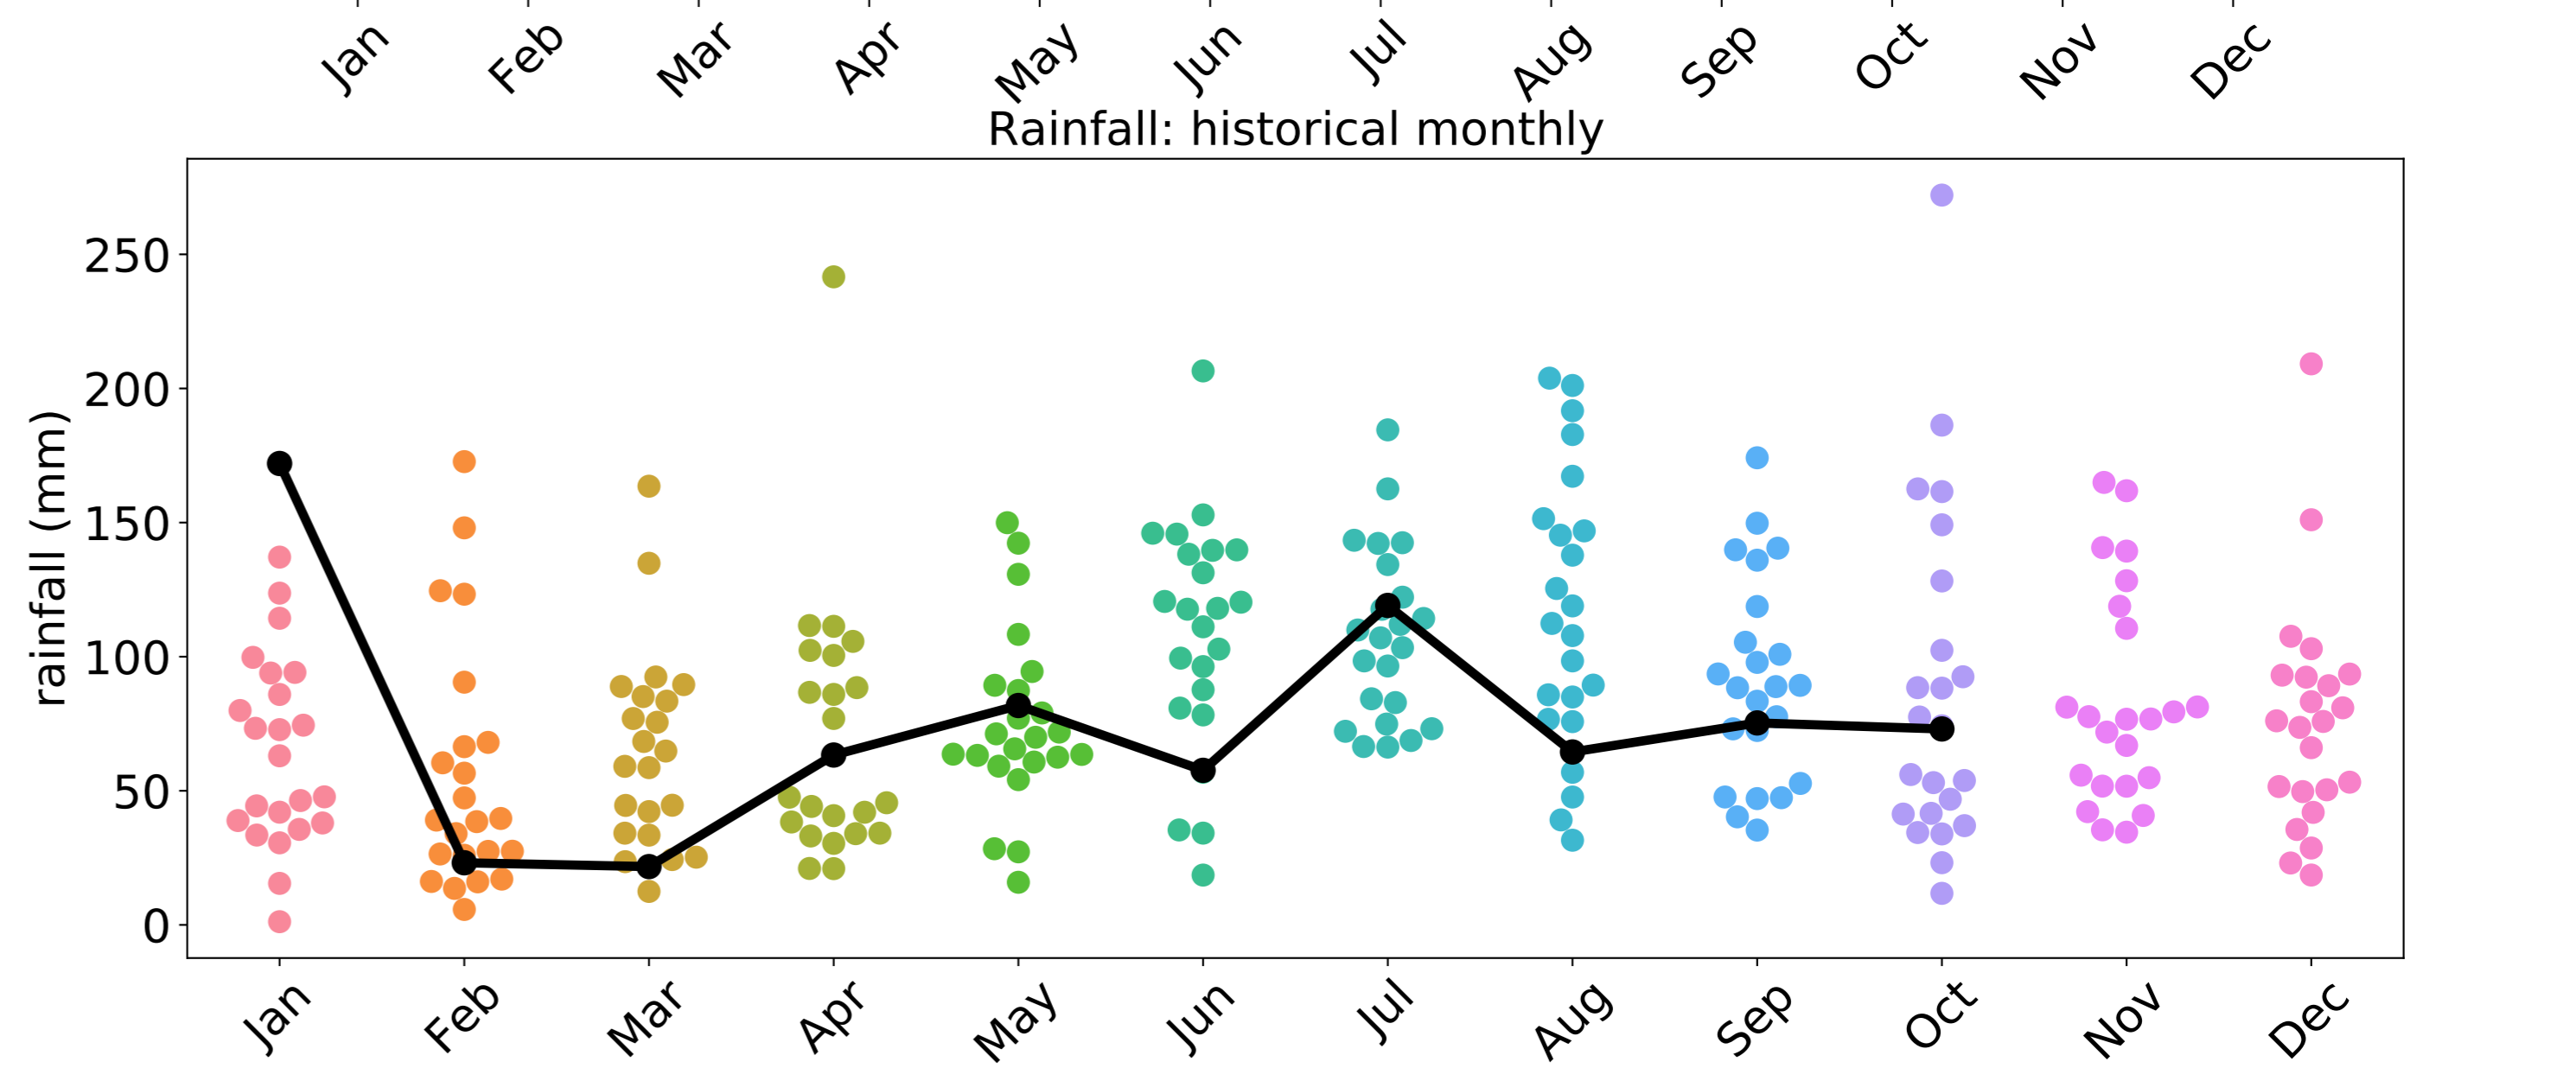 Jan Feb Mar Apr May Jun Jul Aug Sep Oct Nov Dec
Rainfall: historical monthly
rainfall (mm)
250
200
150
100
50
0
Jan Feb Mar Apr May Jun Jul Aug Sep Oct Nov Dec